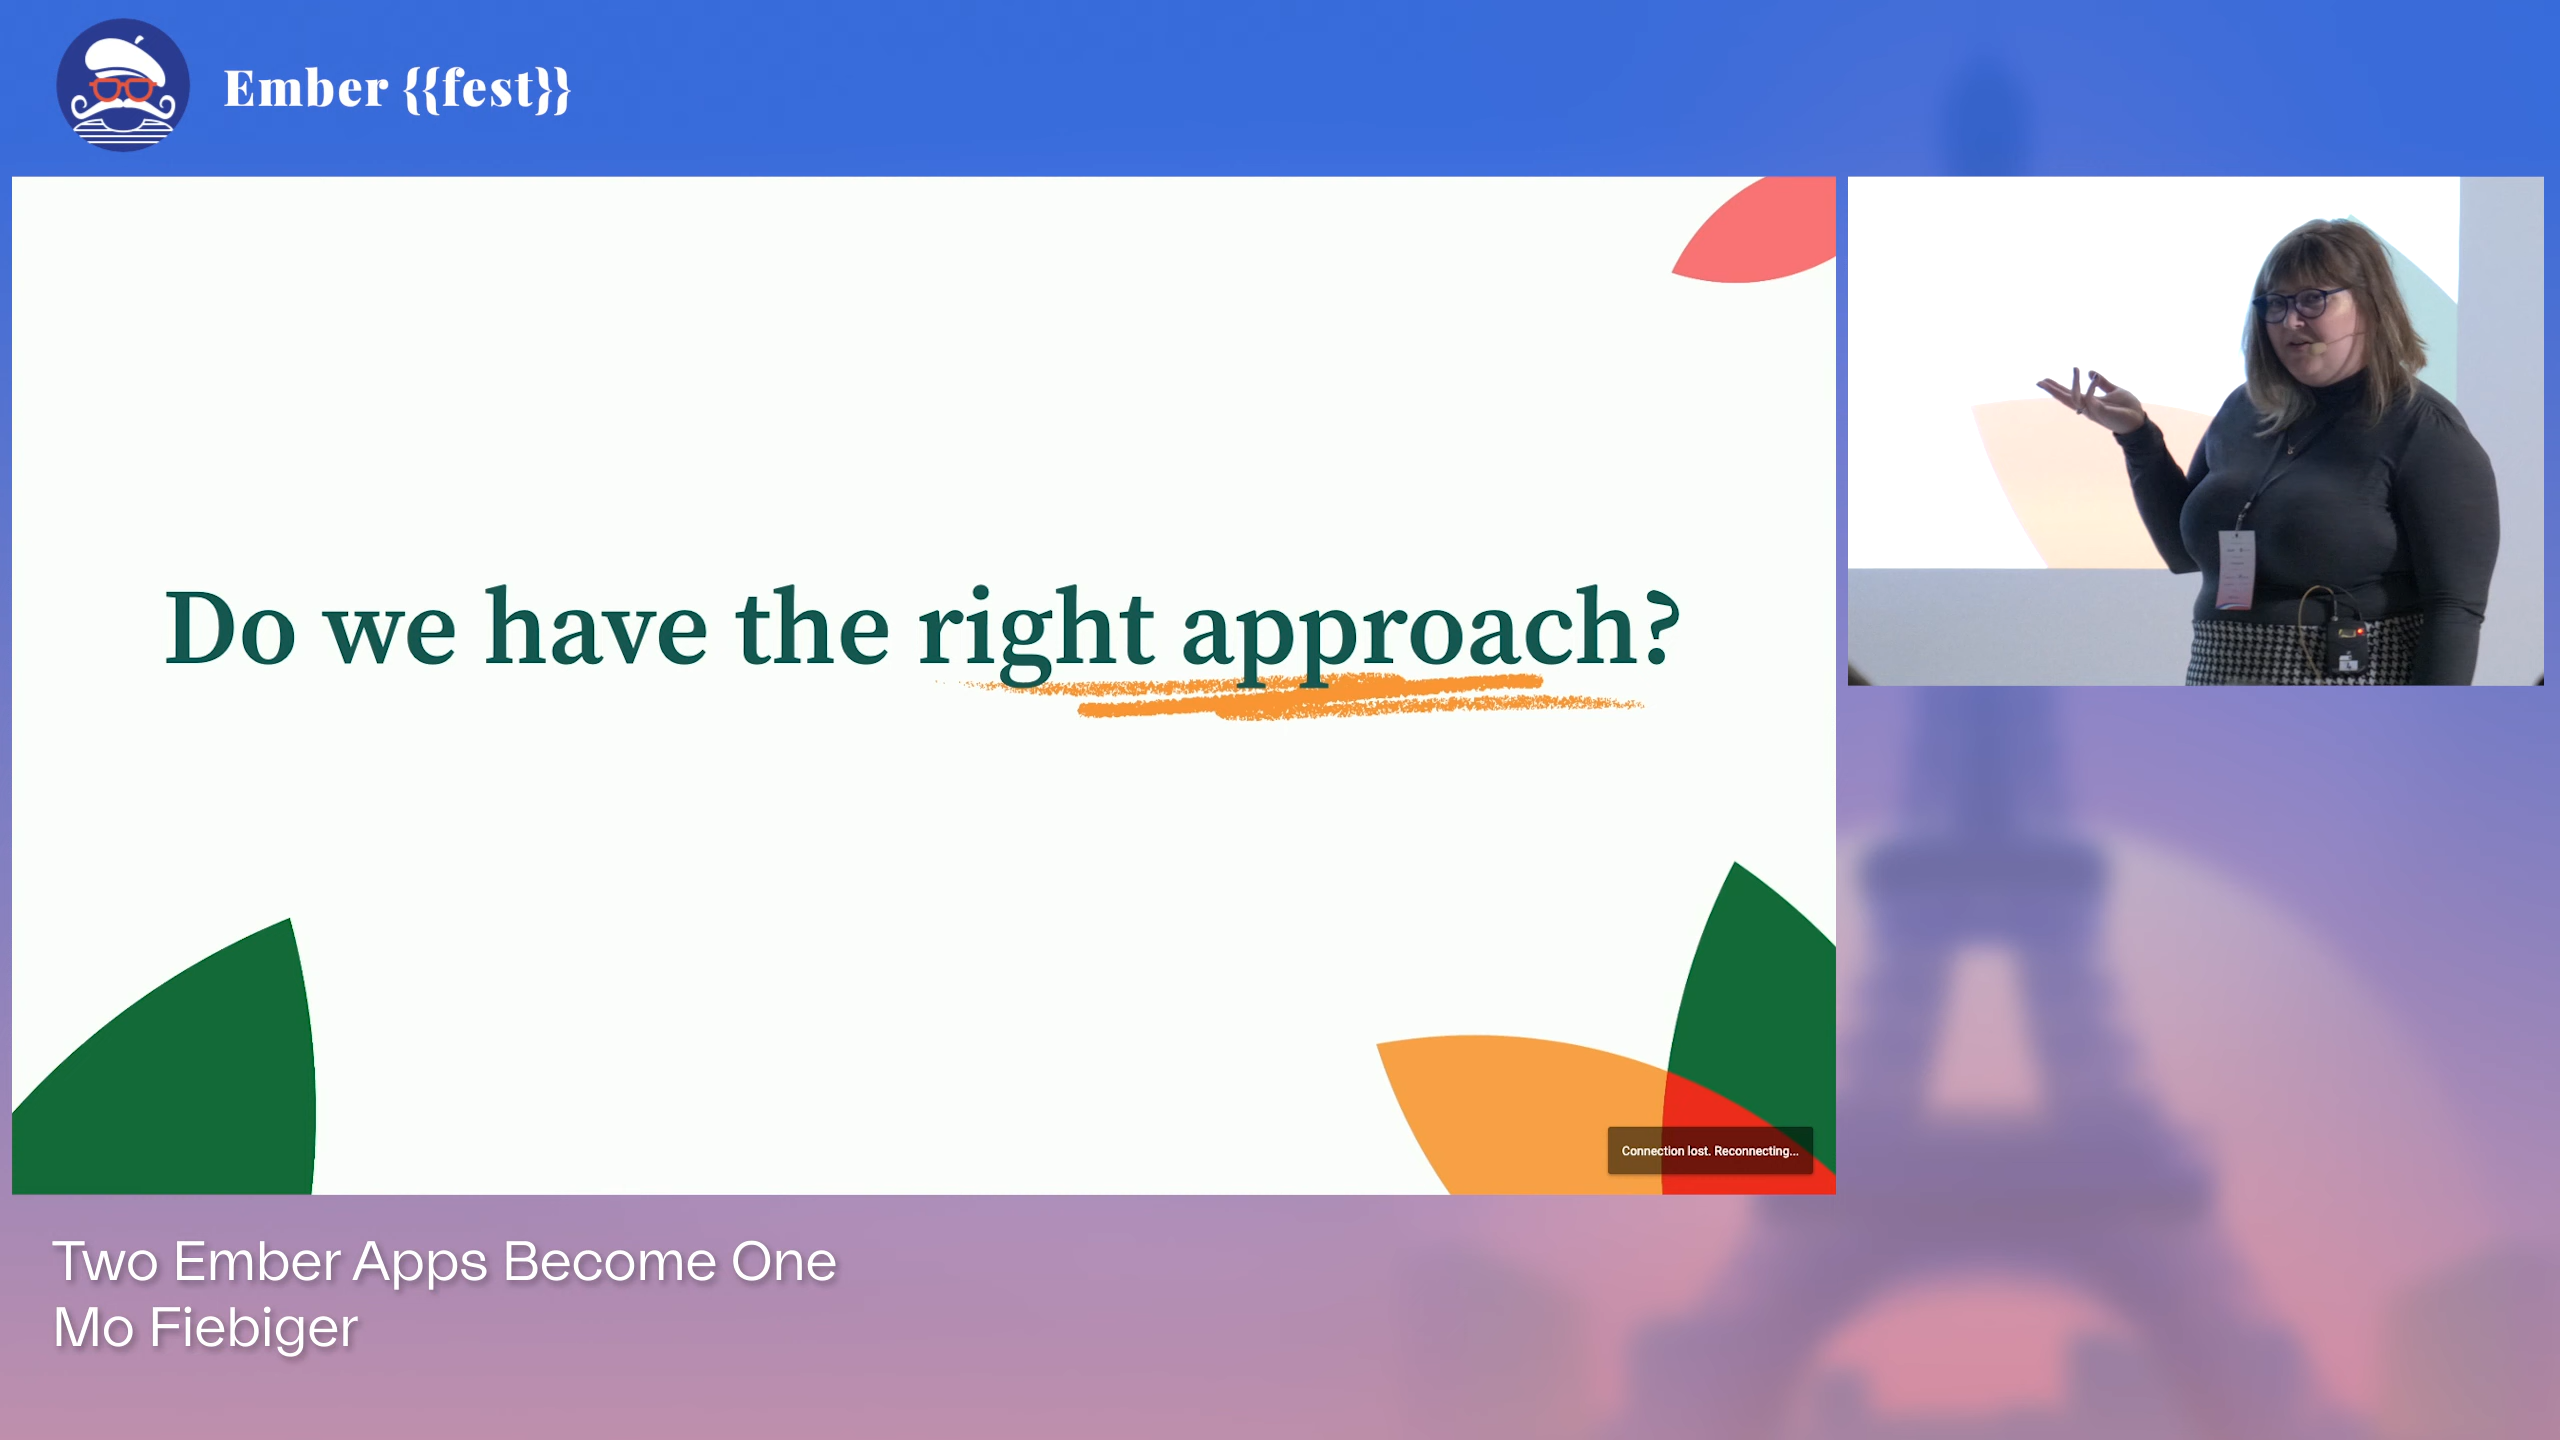 Ember {{fest}}
Do we have the right approach?
Connection lost. Reconnecting...
Two Ember Apps Become One
Mo Fiebiger